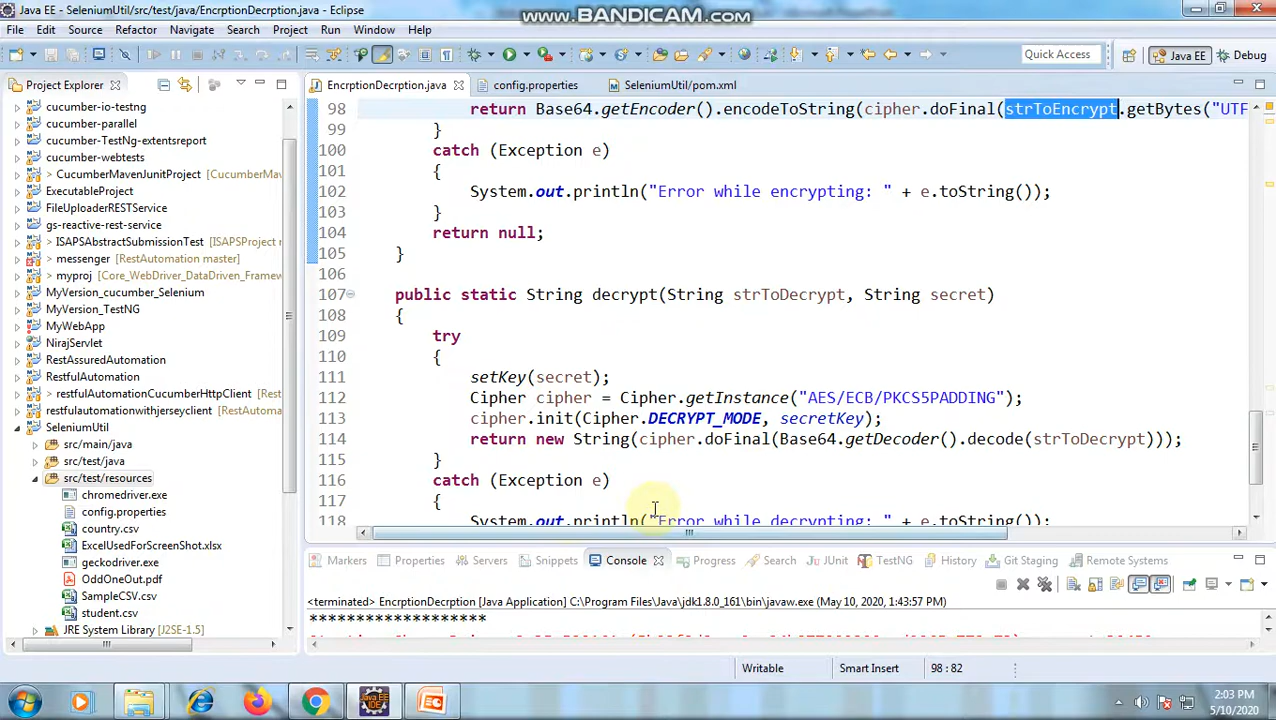 Java EE - SeleniumUtil/src/test/java/EncrptionDecrption.java - Eclipse
www.BANDICAM.com
File Edit Source Refactor Navigate Search Project Run Window Help
Quick Access
Java EE
Debug
Project Explorer
EncrptionDecrption.java
config.properties
SeleniumUtil/pom.xml
cucumber-io-testng
cucumber-parallel
cucumber-TestNg-extentsreport
cucumber-webtests
> CucumberMavenJunitProject [CucumberMav
ExecutableProject
FileUploaderRESTService
gs-reactive-rest-service
> ISAPSAbstractSubmissionTest [ISAPSProject r
> messenger [RestAutomation master]
> myproj [Core_WebDriver_DataDriven_Framew
MyVersion_cucumber_Selenium
MyVersion_TestNG
MyWebApp
NirajServlet
RestAssuredAutomation
RestfulAutomation
> restfulAutomationCucumberHttpClient [Rest
restfulautomationwithjerseyclient [RestAutoma
SeleniumUtil
src/main/java
src/test/java
src/test/resources
chromedriver.exe
config.properties
country.csv
ExcelUsedForScreenShot.xlsx
geckodriver.exe
OddOneOut.pdf
SampleCSV.csv
student.csv
JRE System Library [J2SE-1.5]
98 return Base64.getEncoder().encodeToString(cipher.doFinal(strToEncrypt.getBytes("UTF
99 }
100 catch (Exception e)
101 {
102 System.out.println("Error while encrypting: " + e.toString());
103 }
104 return null;
105 }
106
107 public static String decrypt(String strToDecrypt, String secret)
108 {
109 try
110 {
111 setKey(secret);
112 Cipher cipher = Cipher.getInstance("AES/ECB/PKCS5PADDING");
113 cipher.init(Cipher.DECRYPT_MODE, secretKey);
114 return new String(cipher.doFinal(Base64.getDecoder().decode(strToDecrypt)));
115 }
116 catch (Exception e)
117 {
118 System.out.println("Error while decrypting: " + e.toString());
Markers Properties Servers Snippets Console Progress Search JUnit TestNG History Git Staging Remote Systems
<terminated> EncrptionDecrption [Java Application] C:\Program Files\Java\jdk1.8.0_161\bin\javaw.exe (May 10, 2020, 1:43:57 PM)
*******************
Writable
Smart Insert
98 : 82
Java EE
IDE
2:03 PM
5/10/2020